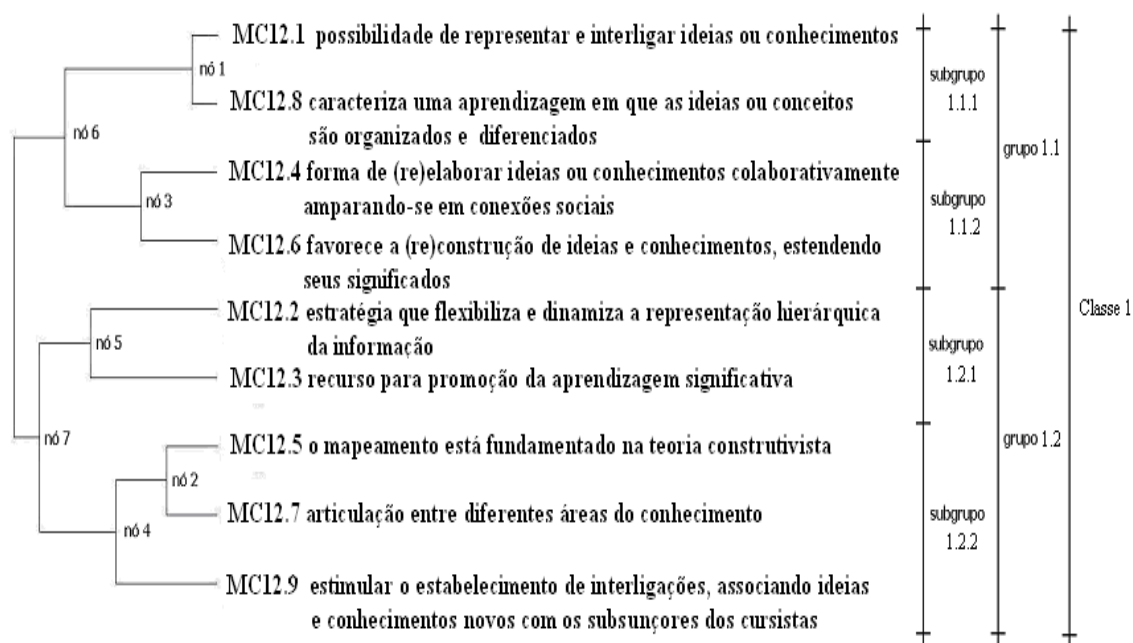 MC12.1 possibilidade de representar e interligar ideias ou conhecimentos
nó 1
subgrupo
1.1.1
MC12.8 caracteriza uma aprendizagem em que as ideias ou conceitos
são organizados e diferenciados
nó 6
grupo 1.1
MC12.4 forma de (re)elaborar ideias ou conhecimentos colaborativamente
amparando-se em conexões sociais
nó 3
subgrupo
1.1.2
MC12.6 favorece a (re)construção de ideias e conhecimentos, estendendo
seus significados
MC12.2 estratégia que flexibiliza e dinamiza a representação hierárquica
da informação
nó 5
subgrupo
1.2.1
Classe 1
MC12.3 recurso para promoção da aprendizagem significativa
nó 7
grupo 1.2
MC12.5 o mapeamento está fundamentado na teoria construtivista
nó 2
MC12.7 articulação entre diferentes áreas do conhecimento
nó 4
subgrupo
1.2.2
MC12.9 estimular o estabelecimento de interligações, associando ideias
e conhecimentos novos com os subsunçores dos cursistas